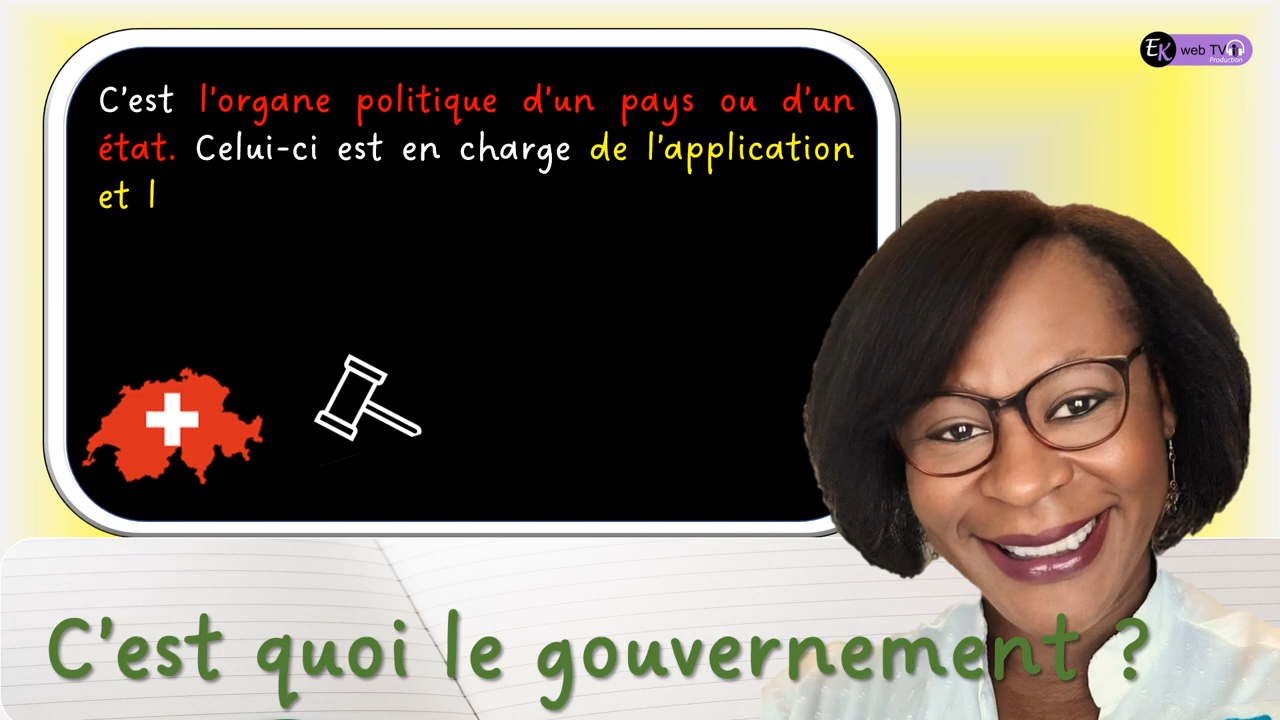 C'est l'organe politique d'un pays ou d'un
état. Celui-ci est en charge de l'application
et l
EK web TV
Production
C'est quoi le gouvernement ?